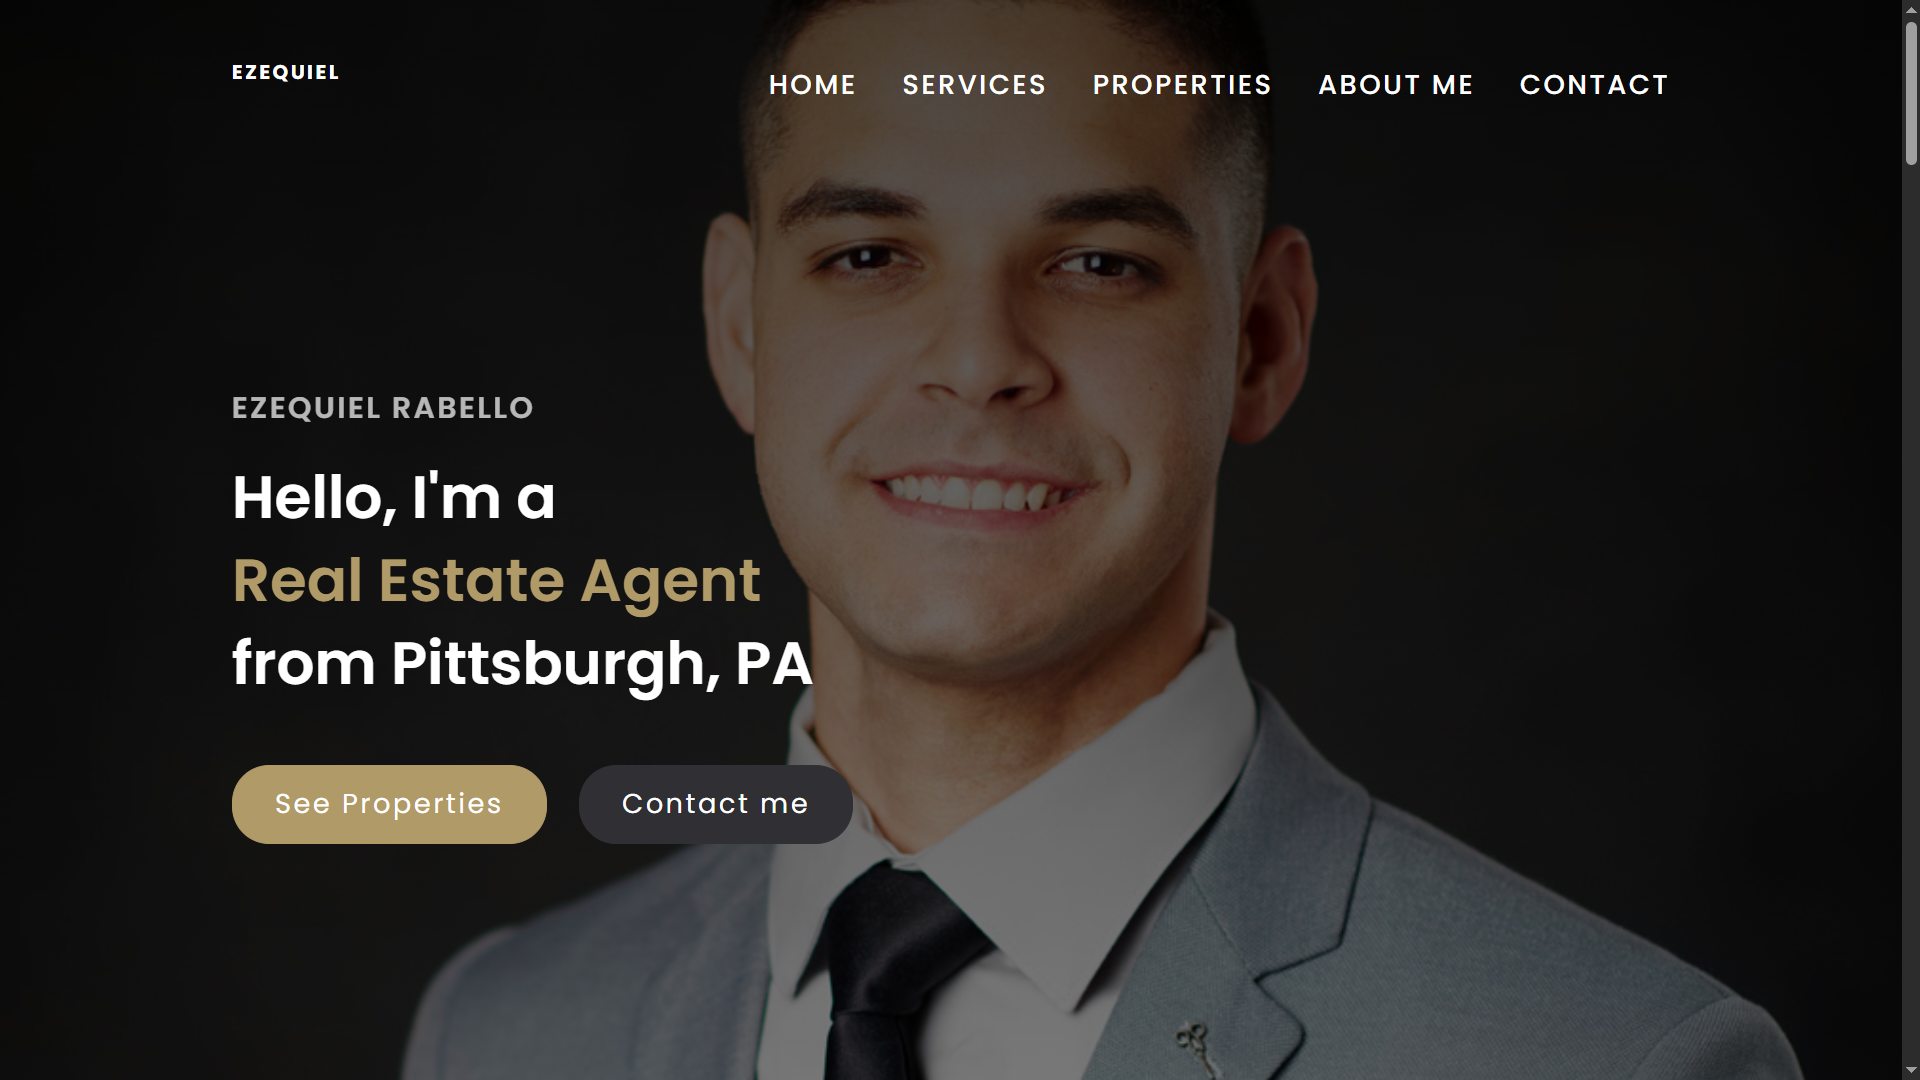 EZEQUIEL
HOME SERVICES PROPERTIES ABOUT ME CONTACT
EZEQUIEL RABELLO
Hello, I'm a
Real Estate Agent
from Pittsburgh, PA
See Properties Contact me